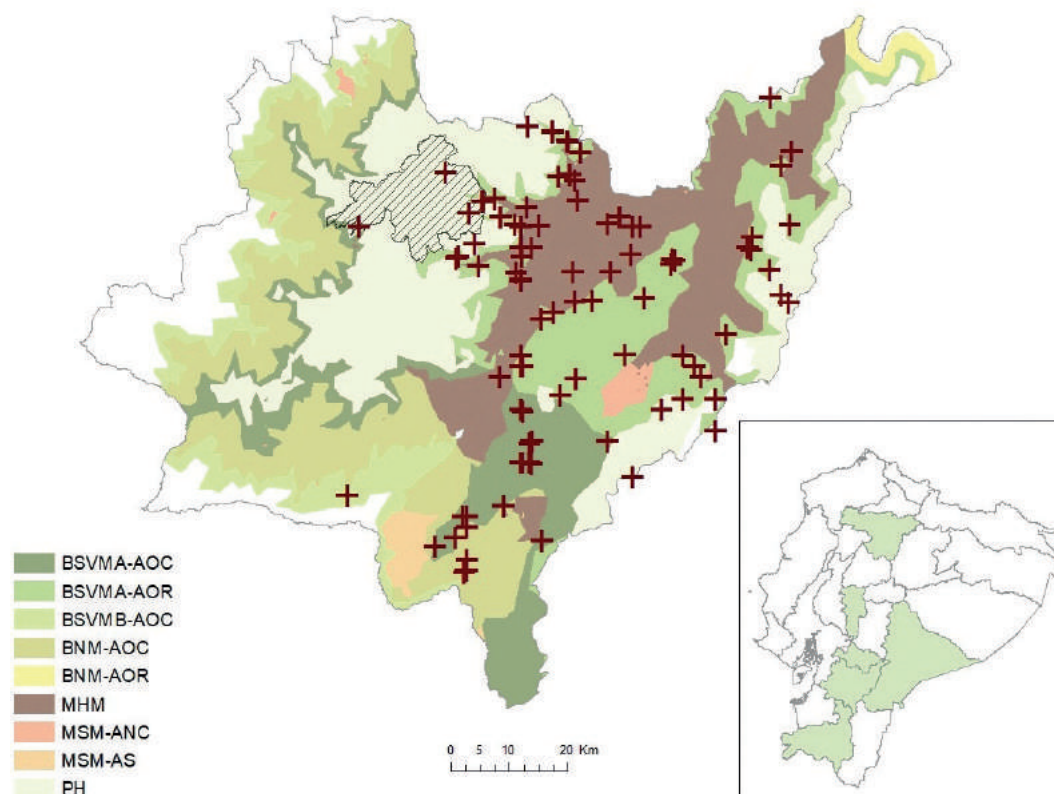 BSVMA-AOC
BSVMA-AOR
BSVMB-AOC
BNM-AOC
BNM-AOR
MHM
MSM-ANC
MSM-AS
PH
0 5 10 20 Km